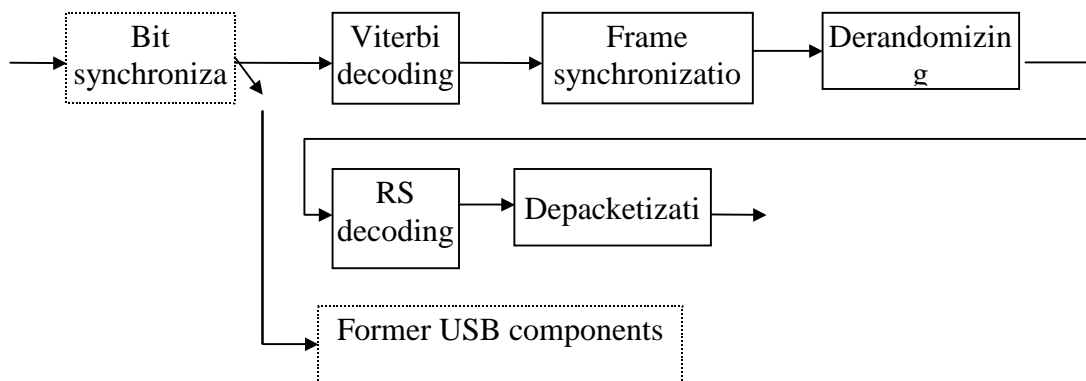 Bit
synchroniza
Viterbi
decoding
Frame
synchronizatio
Derandomizin
g
RS
decoding
Depacketizati
Former USB components